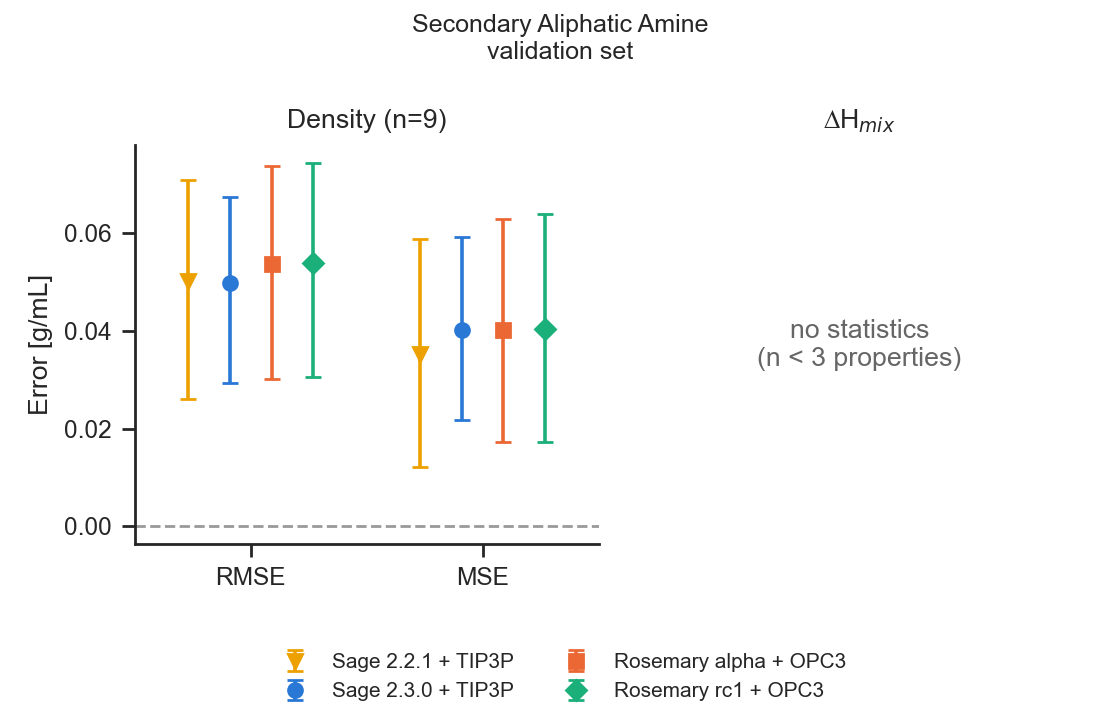 Secondary Aliphatic Amine
validation set
Density (n=9)
ΔHmix
Error [g/mL]
0.06
0.04
0.02
0.00
RMSE
MSE
no statistics
(n < 3 properties)
Sage 2.2.1 + TIP3P
Sage 2.3.0 + TIP3P
Rosemary alpha + OPC3
Rosemary rc1 + OPC3